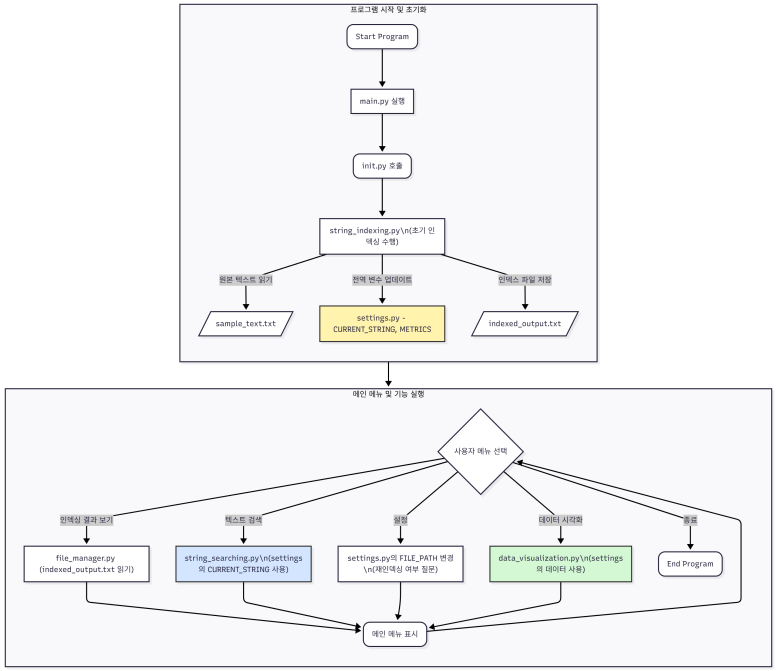 프로그램 시작 및 초기화
Start Program
main.py 실행
init.py 호출
string_indexing.py\n(초기 인
덱싱 수행)
원본 텍스트 읽기
전역 변수 업데이트
인덱스 파일 저장
sample_text.txt
settings.py -
CURRENT_STRING, METRICS
indexed_output.txt
메인 메뉴 및 기능 실행
사용자 메뉴 선택
인덱싱 결과 보기
텍스트 검색
설정
데이터 시각화
종료
file_manager.py
(indexed_output.txt 읽기)
string_searching.py\n(settings
의 CURRENT_STRING 사용)
settings.py의 FILE_PATH 변경
\n(재인덱싱 여부 질문)
data_visualization.py\n(settings
의 데이터 사용)
End Program
메인 메뉴 표시